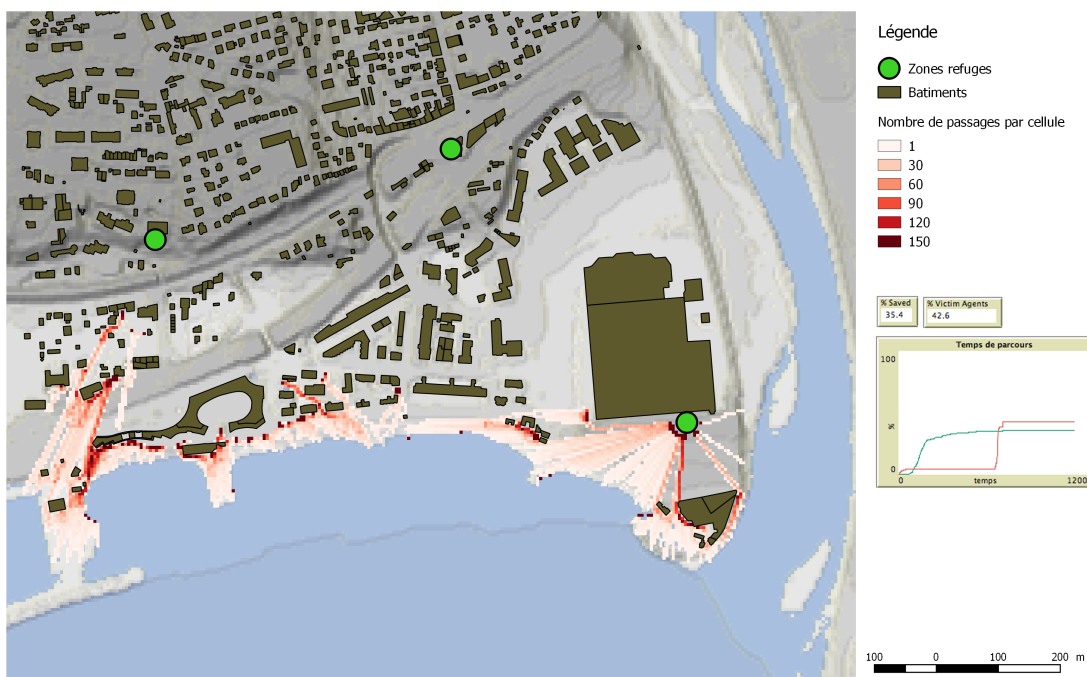 Légende
Zones refuges
Batiments
Nombre de passages par cellule
1
30
60
90
120
150
% Saved
35.4
% Victim Agents
42.6
Temps de parcours
100
%
0
0
temps
1200
100 0 100 200 m